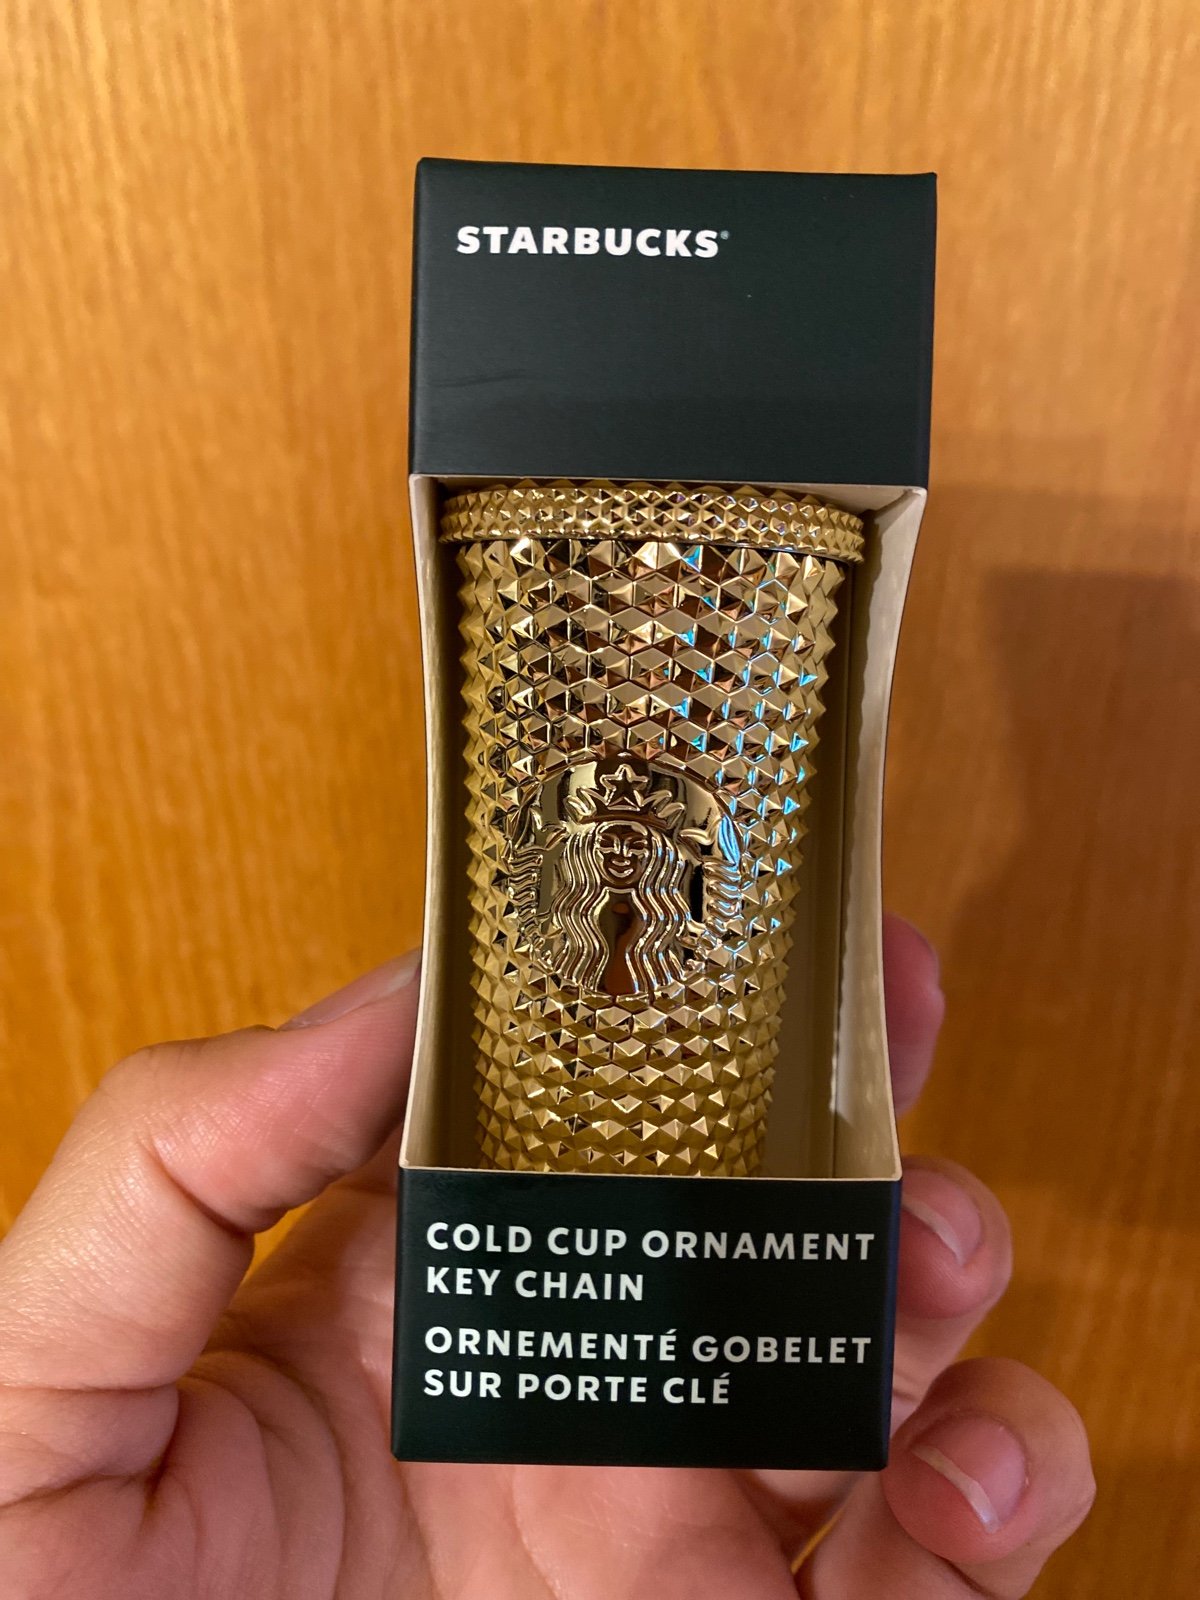 STARBUCKS®
COLD CUP ORNAMENT
KEY CHAIN
ORNEMENTÉ GOBELET
SUR PORTE CLÉ